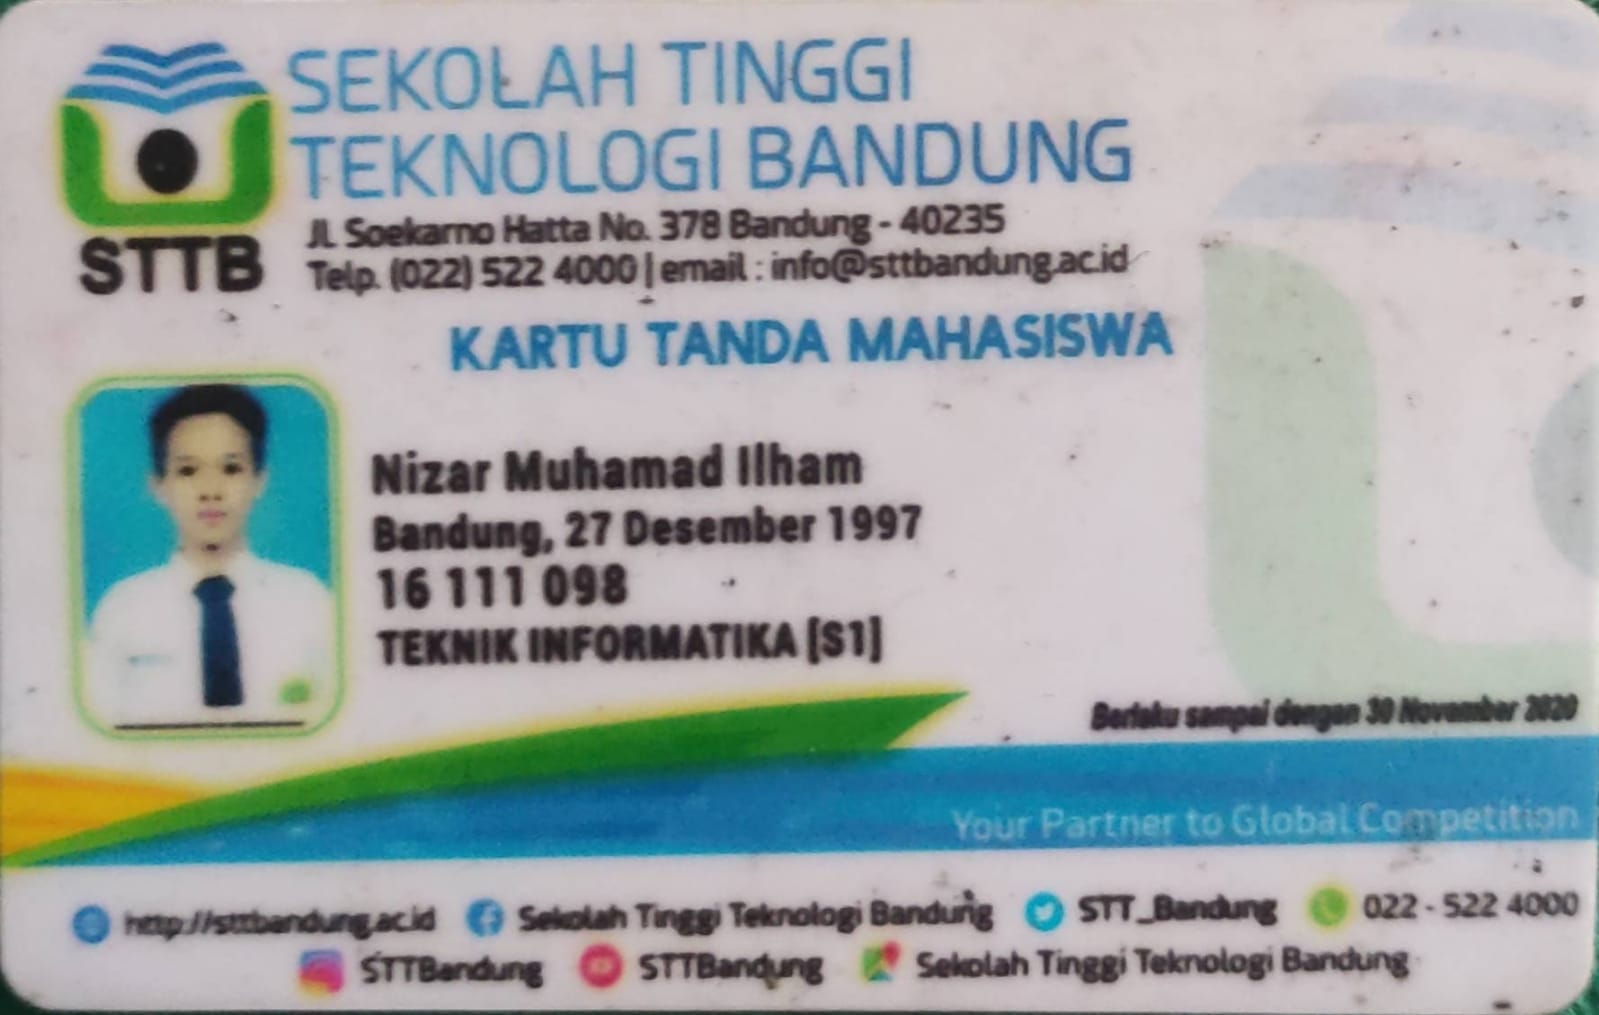 SEKOLAH TINGGI
TEKNOLOGI BANDUNG
STTB
Jl. Soekarno Hatta No. 378 Bandung - 40235
Telp. (022) 522 4000 | email : info@sttbandung.ac.id
KARTU TANDA MAHASISWA
Nizar Muhamad Ilham
Bandung, 27 Desember 1997
16 111 098
TEKNIK INFORMATIKA [S1]
Berlaku sampai dengan 30 November 2020
Your Partner to Global Competition
http://sttbandung.ac.id Sekolah Tinggi Teknologi Bandung STT_Bandung 022 - 522 4000
STTBandung STTBandung Sekolah Tinggi Teknologi Bandung